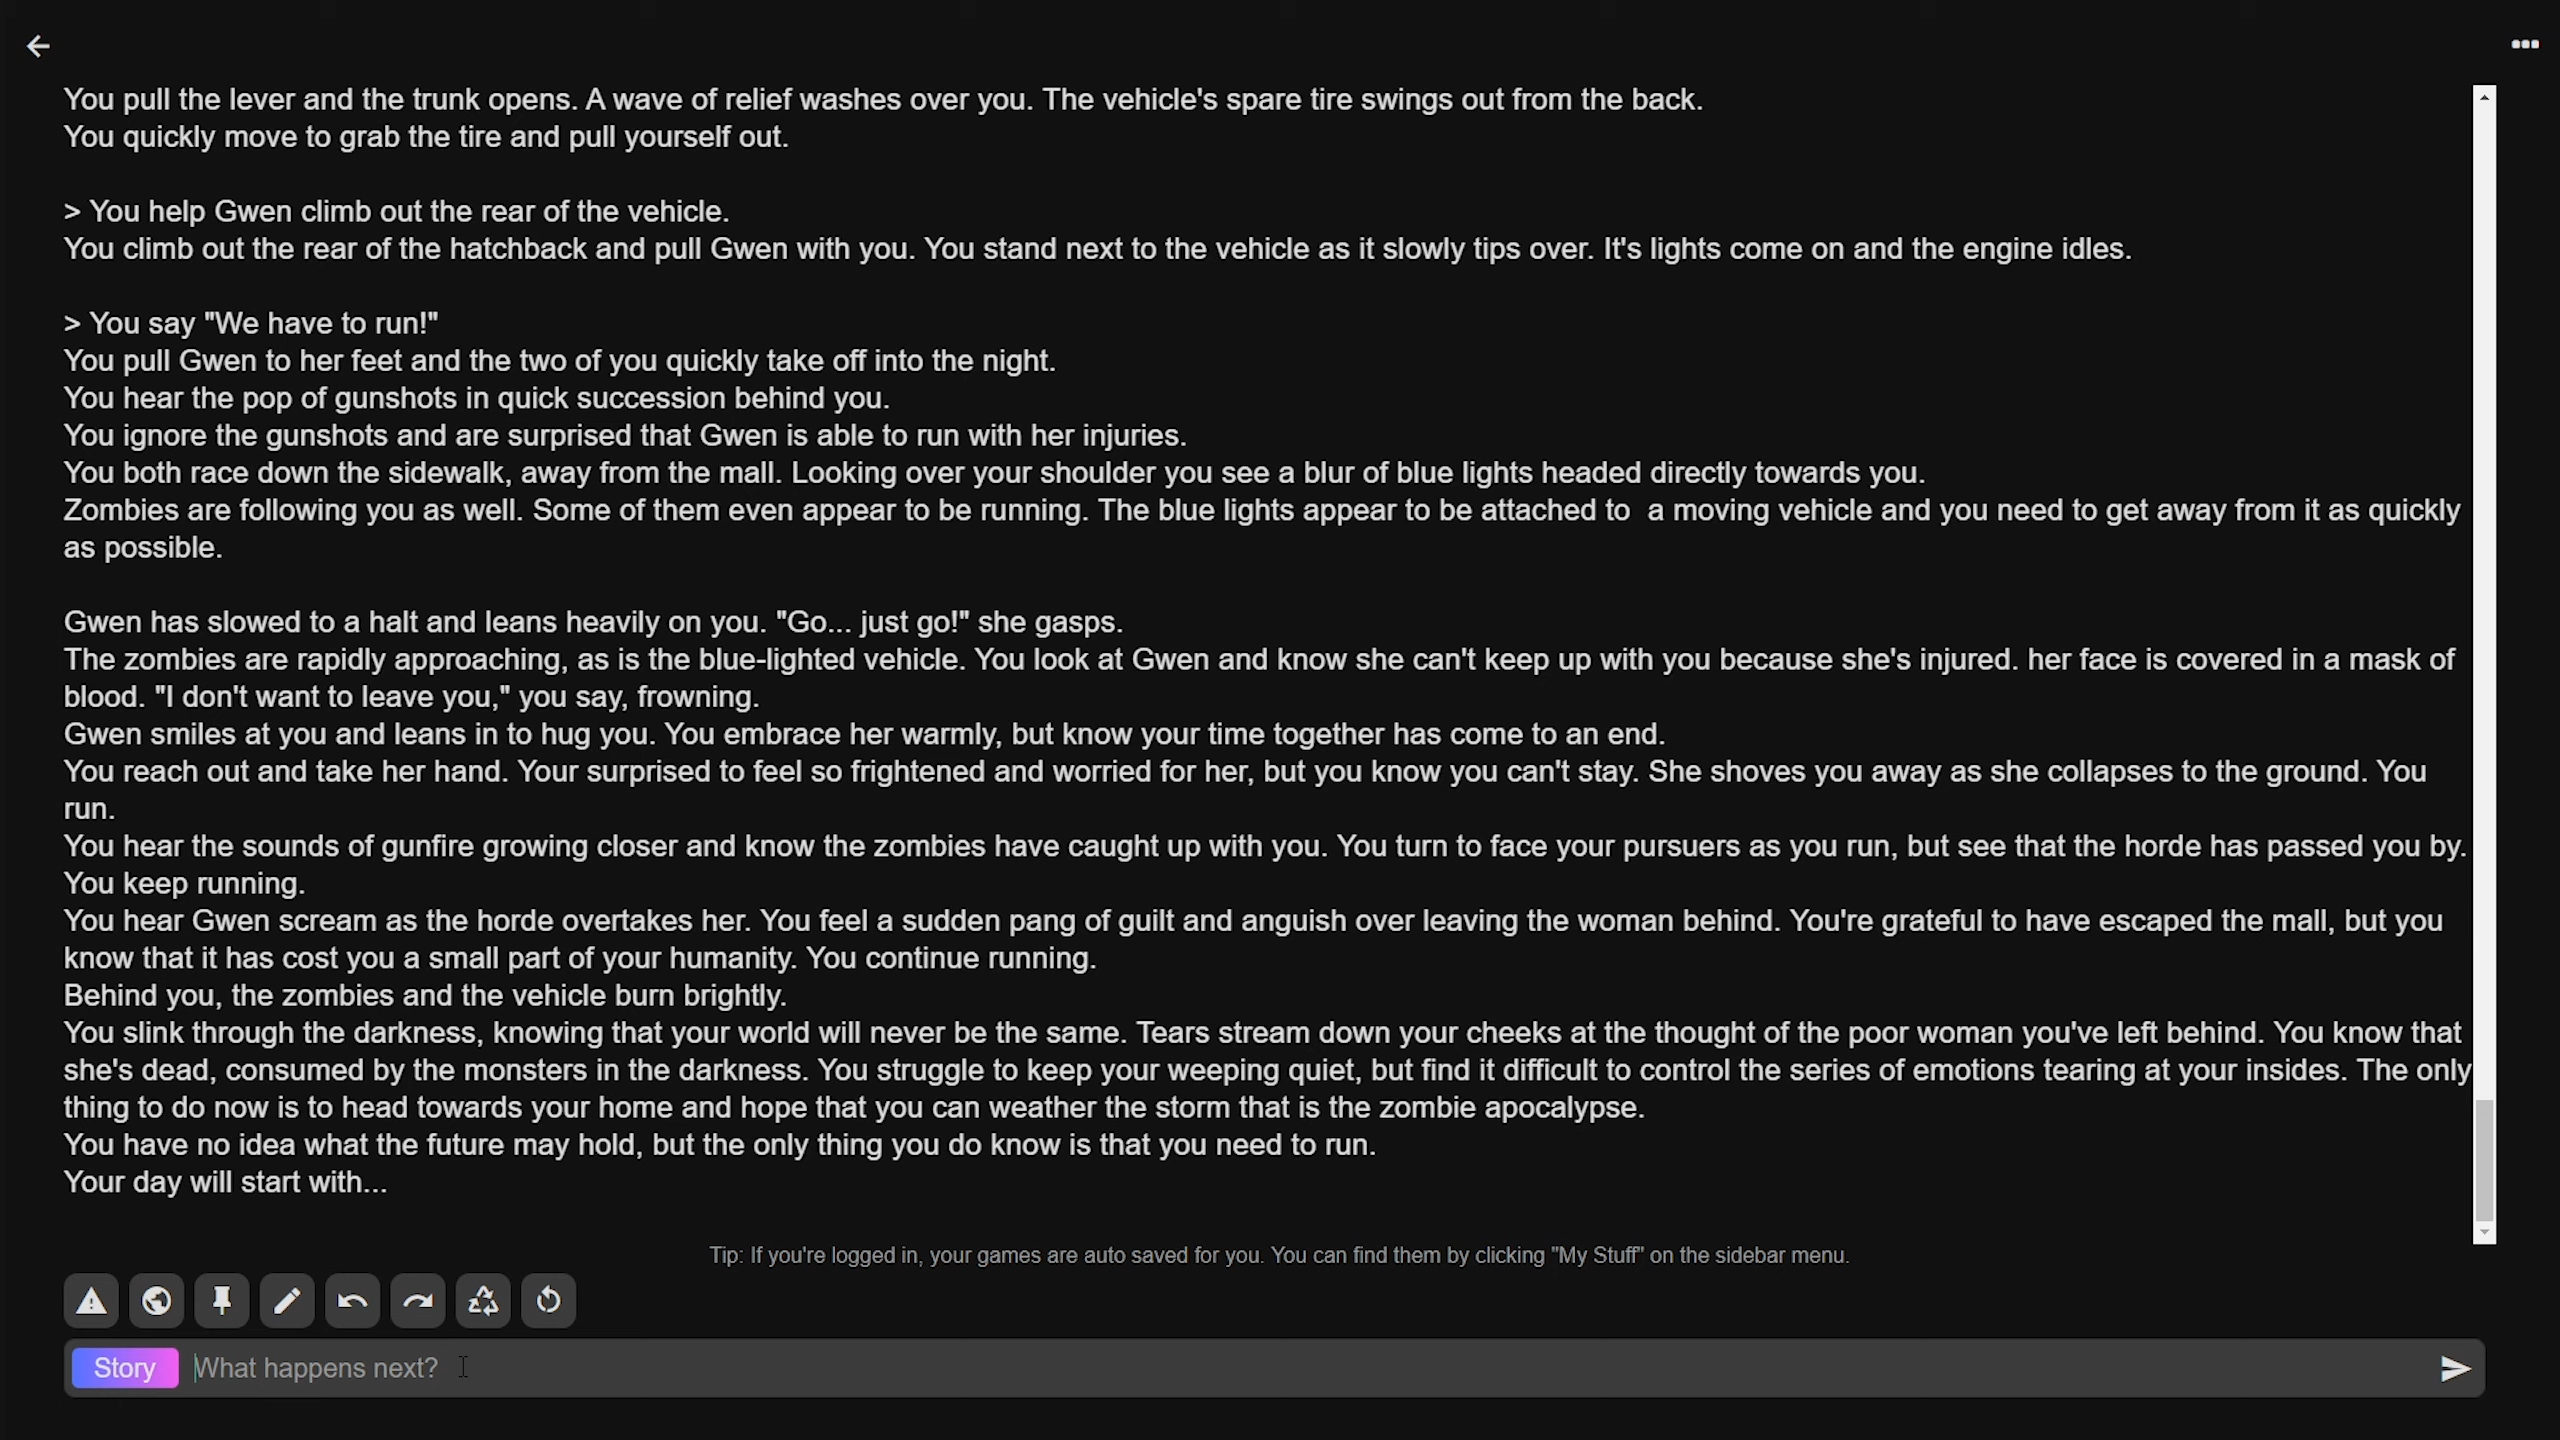 You pull the lever and the trunk opens. A wave of relief washes over you. The vehicle's spare tire swings out from the back.
You quickly move to grab the tire and pull yourself out.
> You help Gwen climb out the rear of the vehicle.
You climb out the rear of the hatchback and pull Gwen with you. You stand next to the vehicle as it slowly tips over. It's lights come on and the engine idles.
> You say "We have to run!"
You pull Gwen to her feet and the two of you quickly take off into the night.
You hear the pop of gunshots in quick succession behind you.
You ignore the gunshots and are surprised that Gwen is able to run with her injuries.
You both race down the sidewalk, away from the mall. Looking over your shoulder you see a blur of blue lights headed directly towards you.
Zombies are following you as well. Some of them even appear to be running. The blue lights appear to be attached to  a moving vehicle and you need to get away from it as quickly
as possible.
Gwen has slowed to a halt and leans heavily on you. "Go... just go!" she gasps.
The zombies are rapidly approaching, as is the blue-lighted vehicle. You look at Gwen and know she can't keep up with you because she's injured. her face is covered in a mask of
blood. "I don't want to leave you," you say, frowning.
Gwen smiles at you and leans in to hug you. You embrace her warmly, but know your time together has come to an end.
You reach out and take her hand. Your surprised to feel so frightened and worried for her, but you know you can't stay. She shoves you away as she collapses to the ground. You
run.
You hear the sounds of gunfire growing closer and know the zombies have caught up with you. You turn to face your pursuers as you run, but see that the horde has passed you by.
You keep running.
You hear Gwen scream as the horde overtakes her. You feel a sudden pang of guilt and anguish over leaving the woman behind. You're grateful to have escaped the mall, but you
know that it has cost you a small part of your humanity. You continue running.
Behind you, the zombies and the vehicle burn brightly.
You slink through the darkness, knowing that your world will never be the same. Tears stream down your cheeks at the thought of the poor woman you've left behind. You know that
she's dead, consumed by the monsters in the darkness. You struggle to keep your weeping quiet, but find it difficult to control the series of emotions tearing at your insides. The only
thing to do now is to head towards your home and hope that you can weather the storm that is the zombie apocalypse.
You have no idea what the future may hold, but the only thing you do know is that you need to run.
Your day will start with...
Tip: If you're logged in, your games are auto saved for you. You can find them by clicking "My Stuff" on the sidebar menu.
Story What happens next?